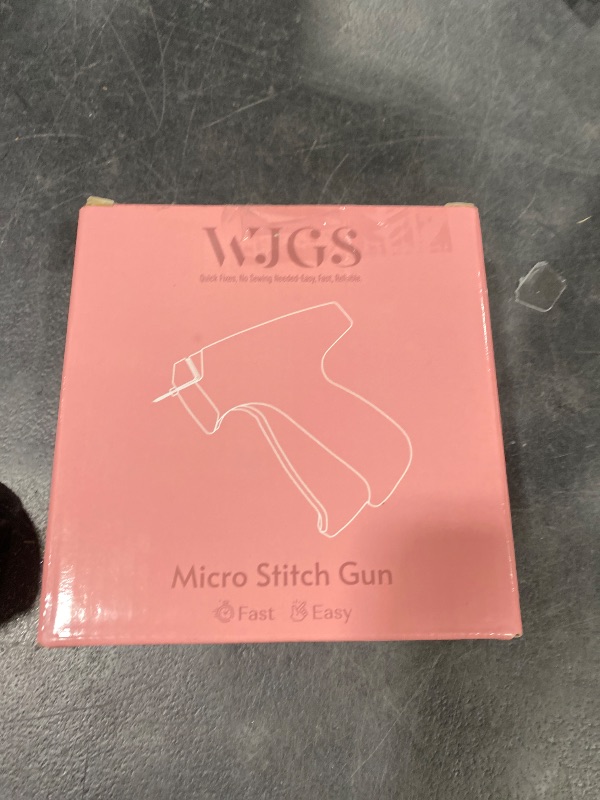 WJGS
Quick Fixes. No Sewing Needed-Easy, Fast, Reliable.
Micro Stitch Gun
Fast Easy